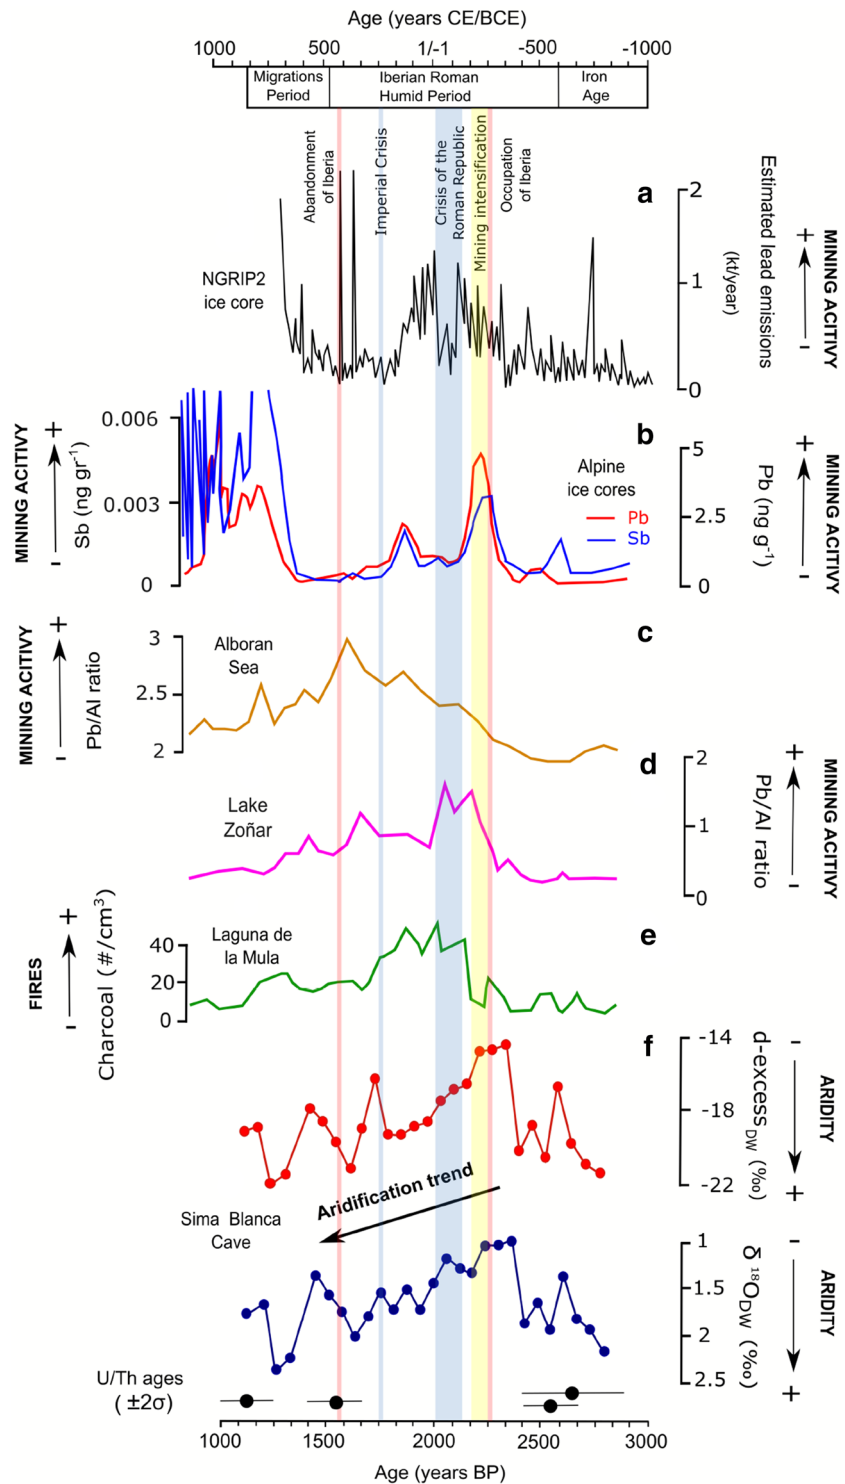 Age (years CE/BCE)
1000 500 1/-1 -500 -1000
Migrations Period
Iberian Roman Humid Period
Iron Age
Abandonment of Iberia
Imperial Crisis
Crisis of the Roman Republic
Mining intensification
Occupation of Iberia
a
NGRIP2
ice core
2
1
0
Estimated lead emissions
(kt/year)
+
MINING ACITIVY
-
b
MINING ACITIVY
+
-
Sb (ng gr⁻¹)
0.006
0.003
0
Alpine
ice cores
Pb
Sb
5
2.5
0
Pb (ng g⁻¹)
+
MINING ACITIVY
-
c
MINING ACITIVY
+
-
Pb/Al ratio
3
2.5
2
Alboran
Sea
d
Lake
Zoñar
2
1
0
Pb/Al ratio
+
MINING ACITIVY
-
e
FIRES
+
-
Charcoal (#/cm³)
40
20
0
Laguna de
la Mula
f
-14
-18
-22
d-excess_DW (‰)
-
ARIDITY
+
Aridification trend
Sima Blanca
Cave
1
1.5
2
2.5
δ ¹⁸O_DW (‰)
-
ARIDITY
+
U/Th ages
( ±2σ)
1000 1500 2000 2500 3000
Age (years BP)